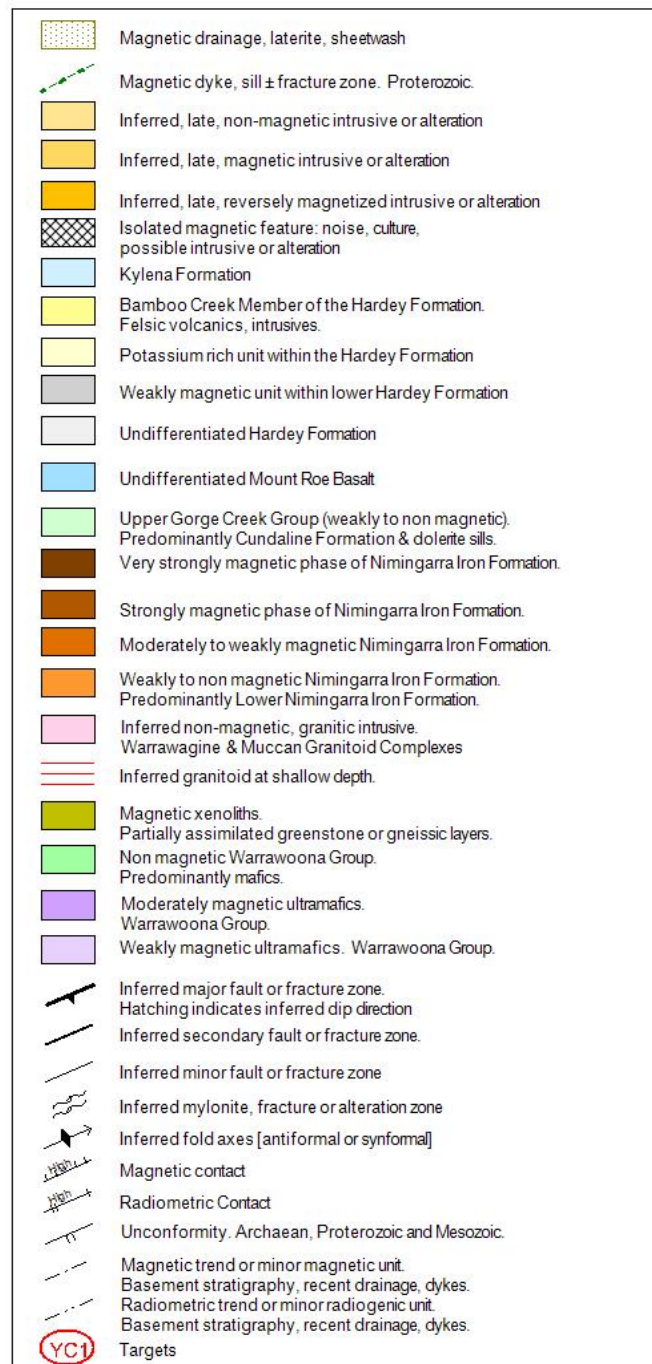 Magnetic drainage, laterite, sheetwash
Magnetic dyke, sill ± fracture zone. Proterozoic.
Inferred, late, non-magnetic intrusive or alteration
Inferred, late, magnetic intrusive or alteration
Inferred, late, reversely magnetized intrusive or alteration
Isolated magnetic feature: noise, culture,
possible intrusive or alteration
Kylena Formation
Bamboo Creek Member of the Hardey Formation.
Felsic volcanics, intrusives.
Potassium rich unit within the Hardey Formation
Weakly magnetic unit within lower Hardey Formation
Undifferentiated Hardey Formation
Undifferentiated Mount Roe Basalt
Upper Gorge Creek Group (weakly to non magnetic).
Predominantly Cundaline Formation & dolerite sills.
Very strongly magnetic phase of Nimingarra Iron Formation.
Strongly magnetic phase of Nimingarra Iron Formation.
Moderately to weakly magnetic Nimingarra Iron Formation.
Weakly to non magnetic Nimingarra Iron Formation.
Predominantly Lower Nimingarra Iron Formation.
Inferred non-magnetic, granitic intrusive.
Warrawagine & Muccan Granitoid Complexes
Inferred granitoid at shallow depth.
Magnetic xenoliths.
Partially assimilated greenstone or gneissic layers.
Non magnetic Warrawoona Group.
Predominantly mafics.
Moderately magnetic ultramafics.
Warrawoona Group.
Weakly magnetic ultramafics. Warrawoona Group.
Inferred major fault or fracture zone.
Hatching indicates inferred dip direction
Inferred secondary fault or fracture zone.
Inferred minor fault or fracture zone
Inferred mylonite, fracture or alteration zone
Inferred fold axes [antiformal or synformal]
High Magnetic contact
High Radiometric Contact
Unconformity. Archaean, Proterozoic and Mesozoic.
Magnetic trend or minor magnetic unit.
Basement stratigraphy, recent drainage, dykes.
Radiometric trend or minor radiogenic unit.
Basement stratigraphy, recent drainage, dykes.
YC1 Targets